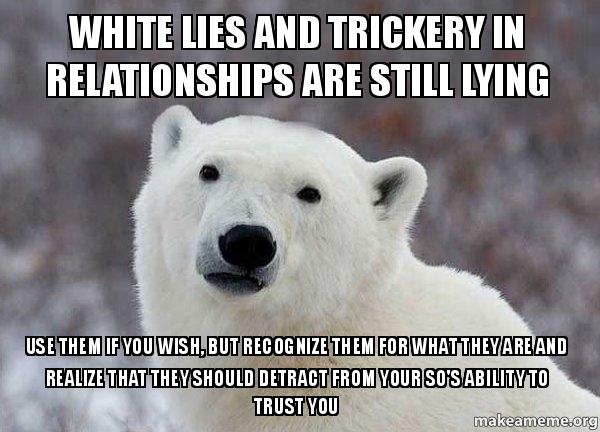 WHITE LIES AND TRICKERY IN
RELATIONSHIPS ARE STILL LYING
USE THEM IF YOU WISH, BUT RECOGNIZE THEM FOR WHAT THEY ARE AND
REALIZE THAT THEY SHOULD DETRACT FROM YOUR SO'S ABILITY TO
TRUST YOU
makeameme.org